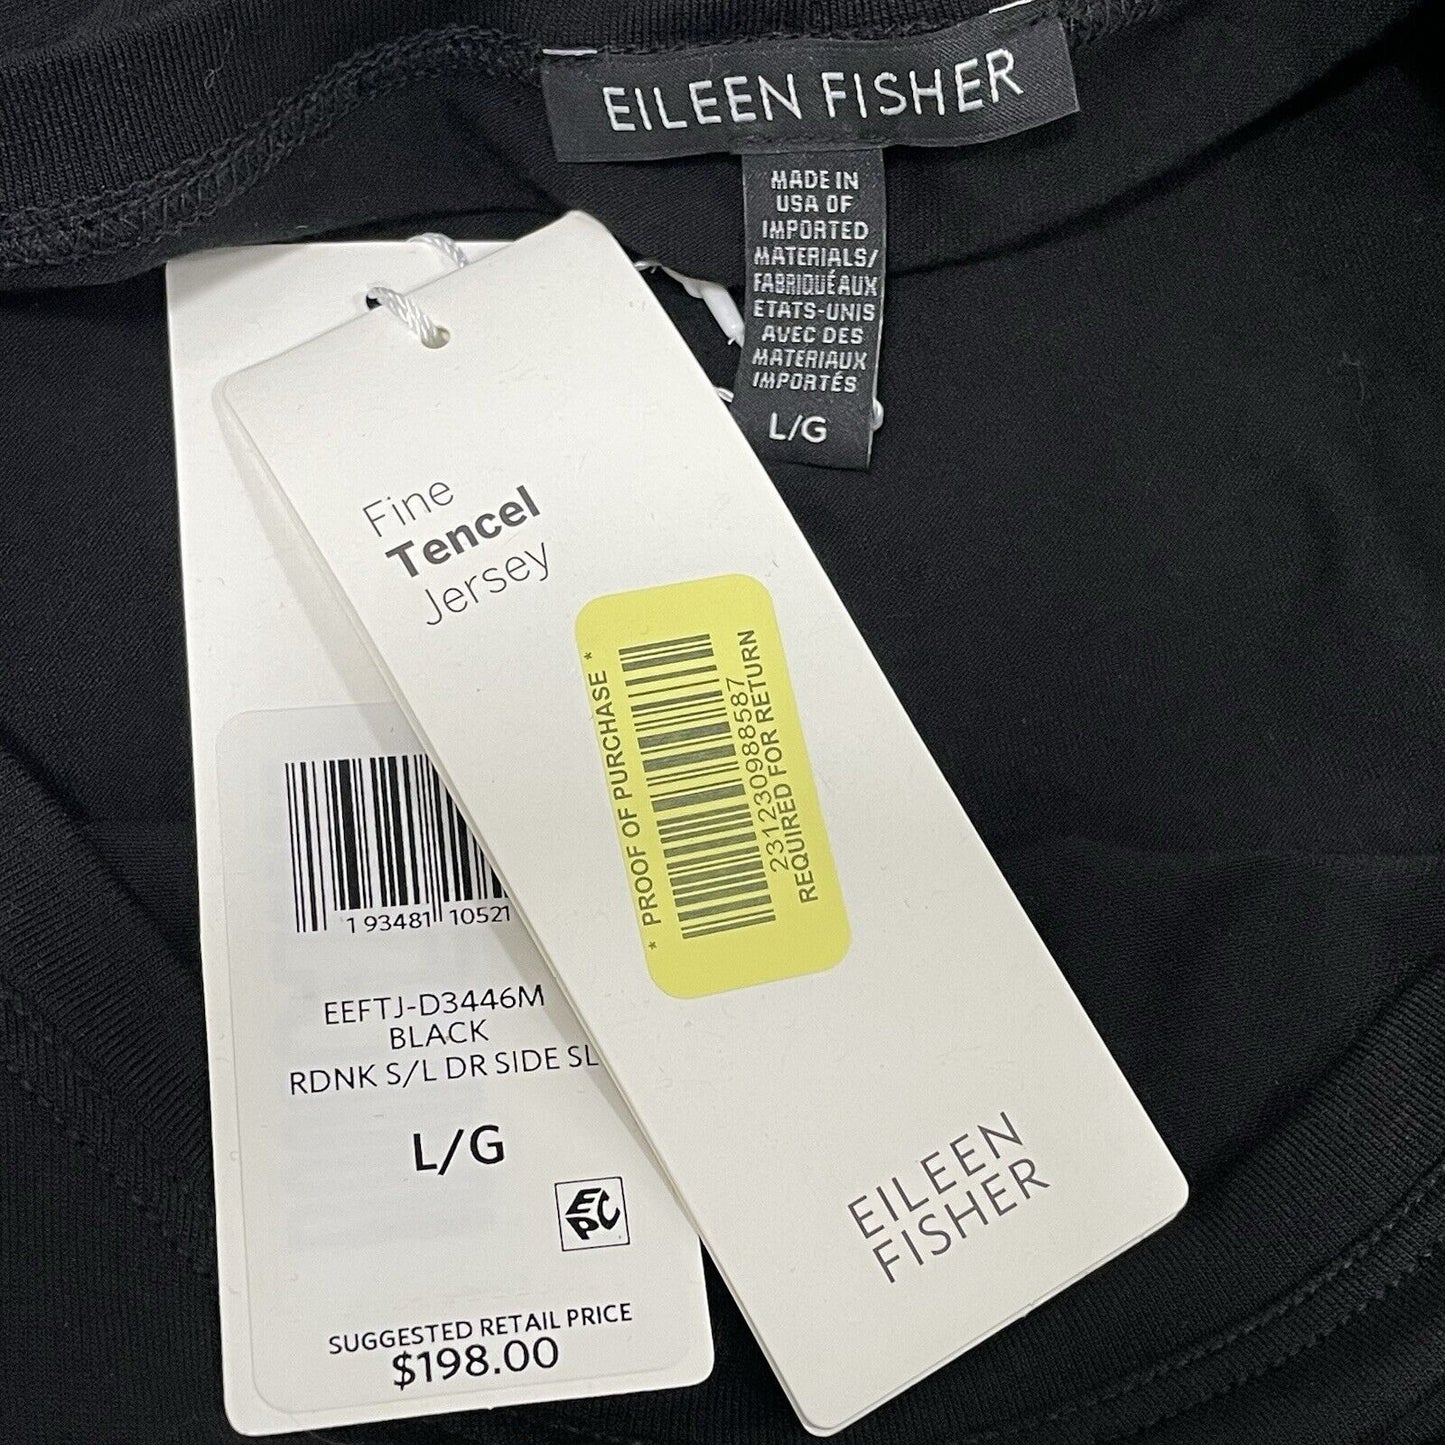 EILEEN FISHER
MADE IN
USA OF
IMPORTED
MATERIALS/
FABRIQUÉ AUX
ETATS-UNIS
AVEC DES
MATERIAUX
IMPORTÉS
L/G
Fine
Tencel
Jersey
* PROOF OF PURCHASE *
23123098858​7
REQUIRED FOR RETURN
EILEEN
FISHER
1 93481 10521
EEFTJ-D3446M
BLACK
RDNK S/L DR SIDE SL
L/G
EPC
SUGGESTED RETAIL PRICE
$198.00